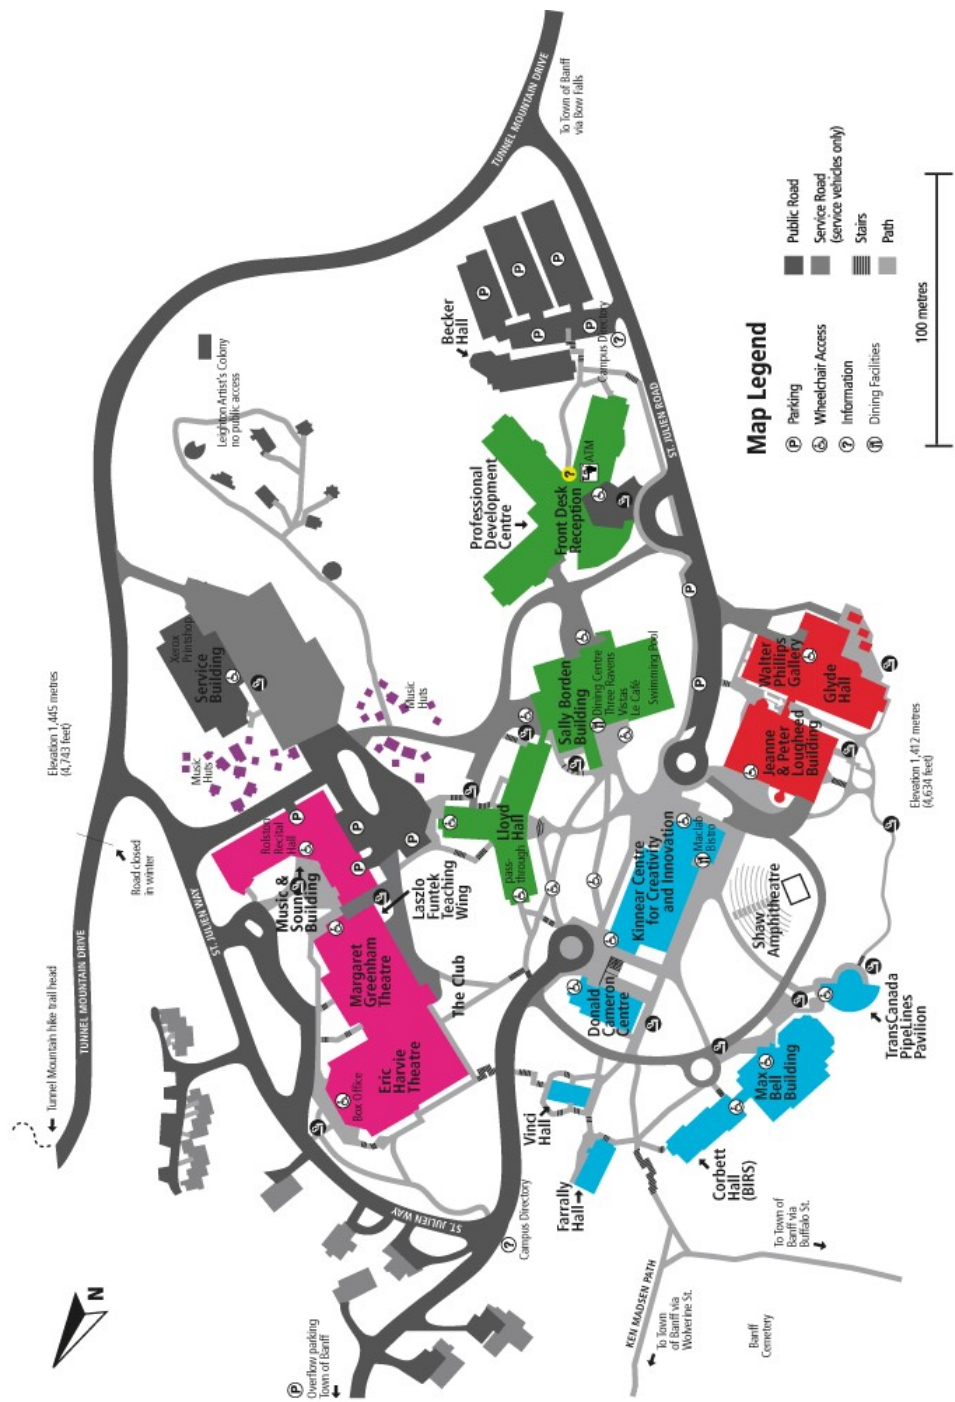 Tunnel Mountain hike trail head
TUNNEL MOUNTAIN DRIVE
Elevation 1,445 metres
(4,743 feet)
Road closed
in winter
N
ST. JULIEN WAY
Music
Huts
Xerox
Printshop
Service
Building
Leighton Artist's Colony
no public access
TUNNEL MOUNTAIN DRIVE
To Town of Banff
via Bow Falls
P
Overflow parking
Town of Banff
Rolston
Recital
Hall
Music &
Sound
Building
Margaret
Greenham
Theatre
Eric
Harvie
Theatre
Box Office
Music
Huts
Laszlo
Funtek
Teaching
Wing
The Club
ST. JULIEN WAY
?
Campus Directory
Becker
Hall
P
P
P
P
P
Campus Directory
?
Professional
Development
Centre
Front Desk
Reception
?
ATM
Lloyd
Hall
pass-
through
Sally Borden
Building
Dining Centre
Three Ravens
Vistas
Le Café
Swimming Pool
P
P
P
P
P
ST. JULIEN ROAD
Vinci
Hall
Farrally
Hall
Donald
Cameron
Centre
Kinnear Centre
for Creativity
and Innovation
Maclab
Bistro
Walter
Phillips
Gallery
Glyde
Hall
Jeanne
& Peter
Lougheed
Building
Shaw
Amphitheatre
Corbett
Hall
(BIRS)
Max
Bell
Building
TransCanada
PipeLines
Pavilion
Elevation 1,412 metres
(4,634 feet)
KEN MADSEN PATH
To Town
of Banff via
Wolverine St.
Banff
Cemetery
To Town of
Banff via
Buffalo St.
Map Legend
P Parking
Wheelchair Access
? Information
Dining Facilities
Public Road
Service Road
(service vehicles only)
Stairs
Path
100 metres